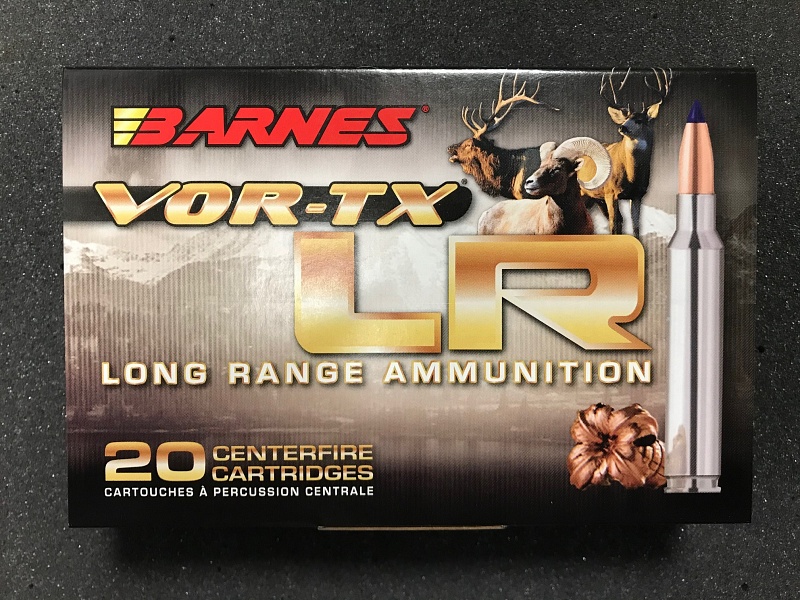 BARNES®
VOR-TX®
LR
LONG RANGE AMMUNITION
20 CENTERFIRE
CARTRIDGES
CARTOUCHES À PERCUSSION CENTRALE